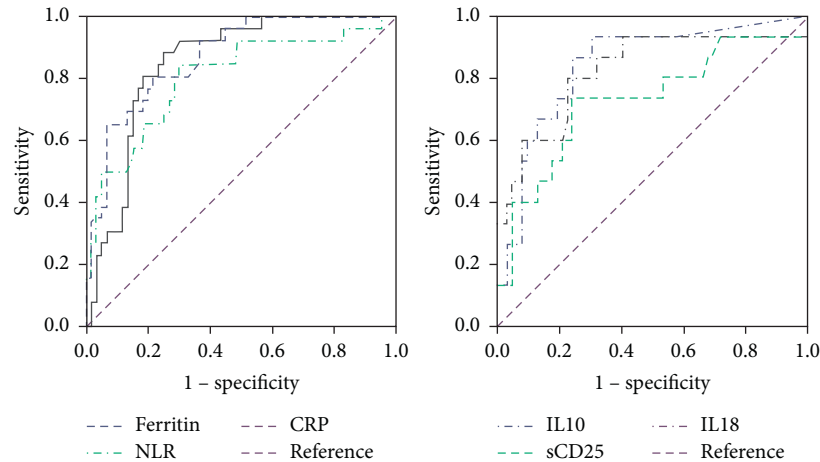 1.0
0.8
0.6
0.4
0.2
0.0
Sensitivity
0.0 0.2 0.4 0.6 0.8 1.0
1 – specificity
Ferritin CRP
NLR Reference
1.0
0.8
0.6
0.4
0.2
0.0
Sensitivity
0.0 0.2 0.4 0.6 0.8 1.0
1 – specificity
IL10 IL18
sCD25 Reference